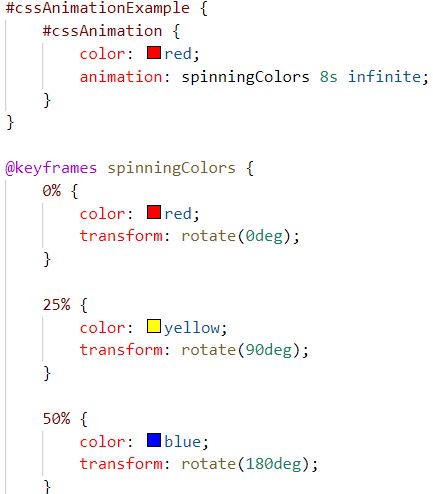 #cssAnimationExample {
#cssAnimation {
color: red;
animation: spinningColors 8s infinite;
}
}
@keyframes spinningColors {
0% {
color: red;
transform: rotate(0deg);
}
25% {
color: yellow;
transform: rotate(90deg);
}
50% {
color: blue;
transform: rotate(180deg);
}